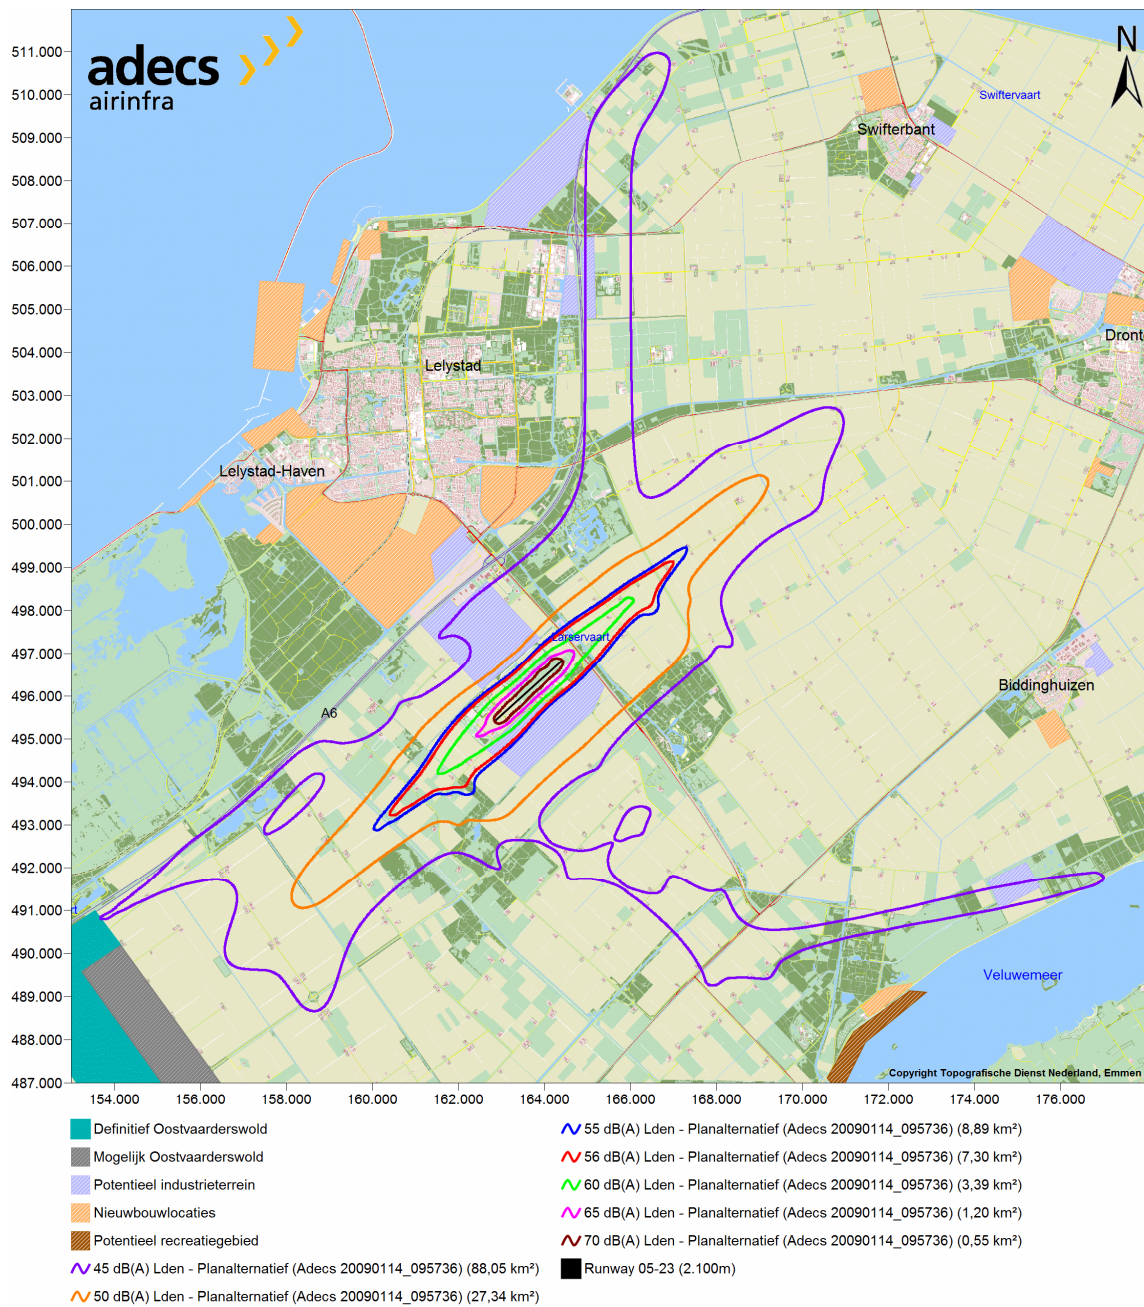 adecs
airinfra
N
511.000
510.000
509.000
508.000
507.000
506.000
505.000
504.000
503.000
502.000
501.000
500.000
499.000
498.000
497.000
496.000
495.000
494.000
493.000
492.000
491.000
490.000
489.000
488.000
487.000
Swiftervaart
Swifterbant
Dront
Lelystad
Lelystad-Haven
Larservaart
Biddinghuizen
A6
Veluwemeer
Copyright Topografische Dienst Nederland, Emmen
154.000 156.000 158.000 160.000 162.000 164.000 166.000 168.000 170.000 172.000 174.000 176.000
Definitief Oostvaarderswold
Mogelijk Oostvaarderswold
Potentieel industrieterrein
Nieuwbouwlocaties
Potentieel recreatiegebied
45 dB(A) Lden - Planalternatief (Adecs 20090114_095736) (88,05 km²)
50 dB(A) Lden - Planalternatief (Adecs 20090114_095736) (27,34 km²)
55 dB(A) Lden - Planalternatief (Adecs 20090114_095736) (8,89 km²)
56 dB(A) Lden - Planalternatief (Adecs 20090114_095736) (7,30 km²)
60 dB(A) Lden - Planalternatief (Adecs 20090114_095736) (3,39 km²)
65 dB(A) Lden - Planalternatief (Adecs 20090114_095736) (1,20 km²)
70 dB(A) Lden - Planalternatief (Adecs 20090114_095736) (0,55 km²)
Runway 05-23 (2.100m)